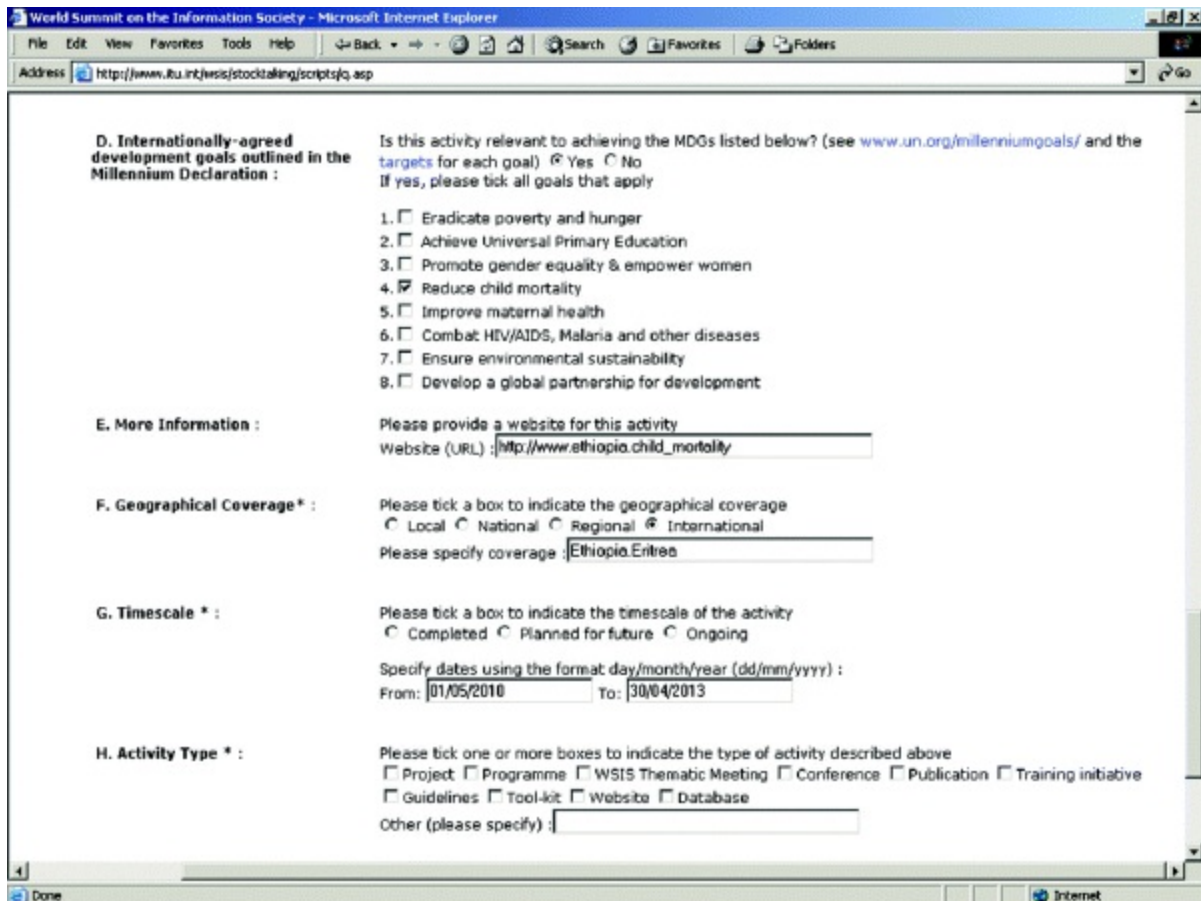 World Summit on the Information Society - Microsoft Internet Explorer
File Edit View Favorites Tools Help Back Search Favorites Folders
Address http://www.itu.int/wsis/stocktaking/scripts/q.asp Go
D. Internationally-agreed development goals outlined in the Millennium Declaration :
Is this activity relevant to achieving the MDGs listed below? (see www.un.org/millenniumgoals/ and the
targets for each goal) Yes No
If yes, please tick all goals that apply
1. Eradicate poverty and hunger
2. Achieve Universal Primary Education
3. Promote gender equality & empower women
4. Reduce child mortality
5. Improve maternal health
6. Combat HIV/AIDS, Malaria and other diseases
7. Ensure environmental sustainability
8. Develop a global partnership for development
E. More Information :
Please provide a website for this activity
Website (URL) : http://www.ethiopia.child_mortality
F. Geographical Coverage* :
Please tick a box to indicate the geographical coverage
Local National Regional International
Please specify coverage : Ethiopia.Eritrea
G. Timescale * :
Please tick a box to indicate the timescale of the activity
Completed Planned for future Ongoing
Specify dates using the format day/month/year (dd/mm/yyyy) :
From: 01/05/2010 To: 30/04/2013
H. Activity Type * :
Please tick one or more boxes to indicate the type of activity described above
Project Programme WSIS Thematic Meeting Conference Publication Training initiative
Guidelines Tool-kit Website Database
Other (please specify) :
Done Internet